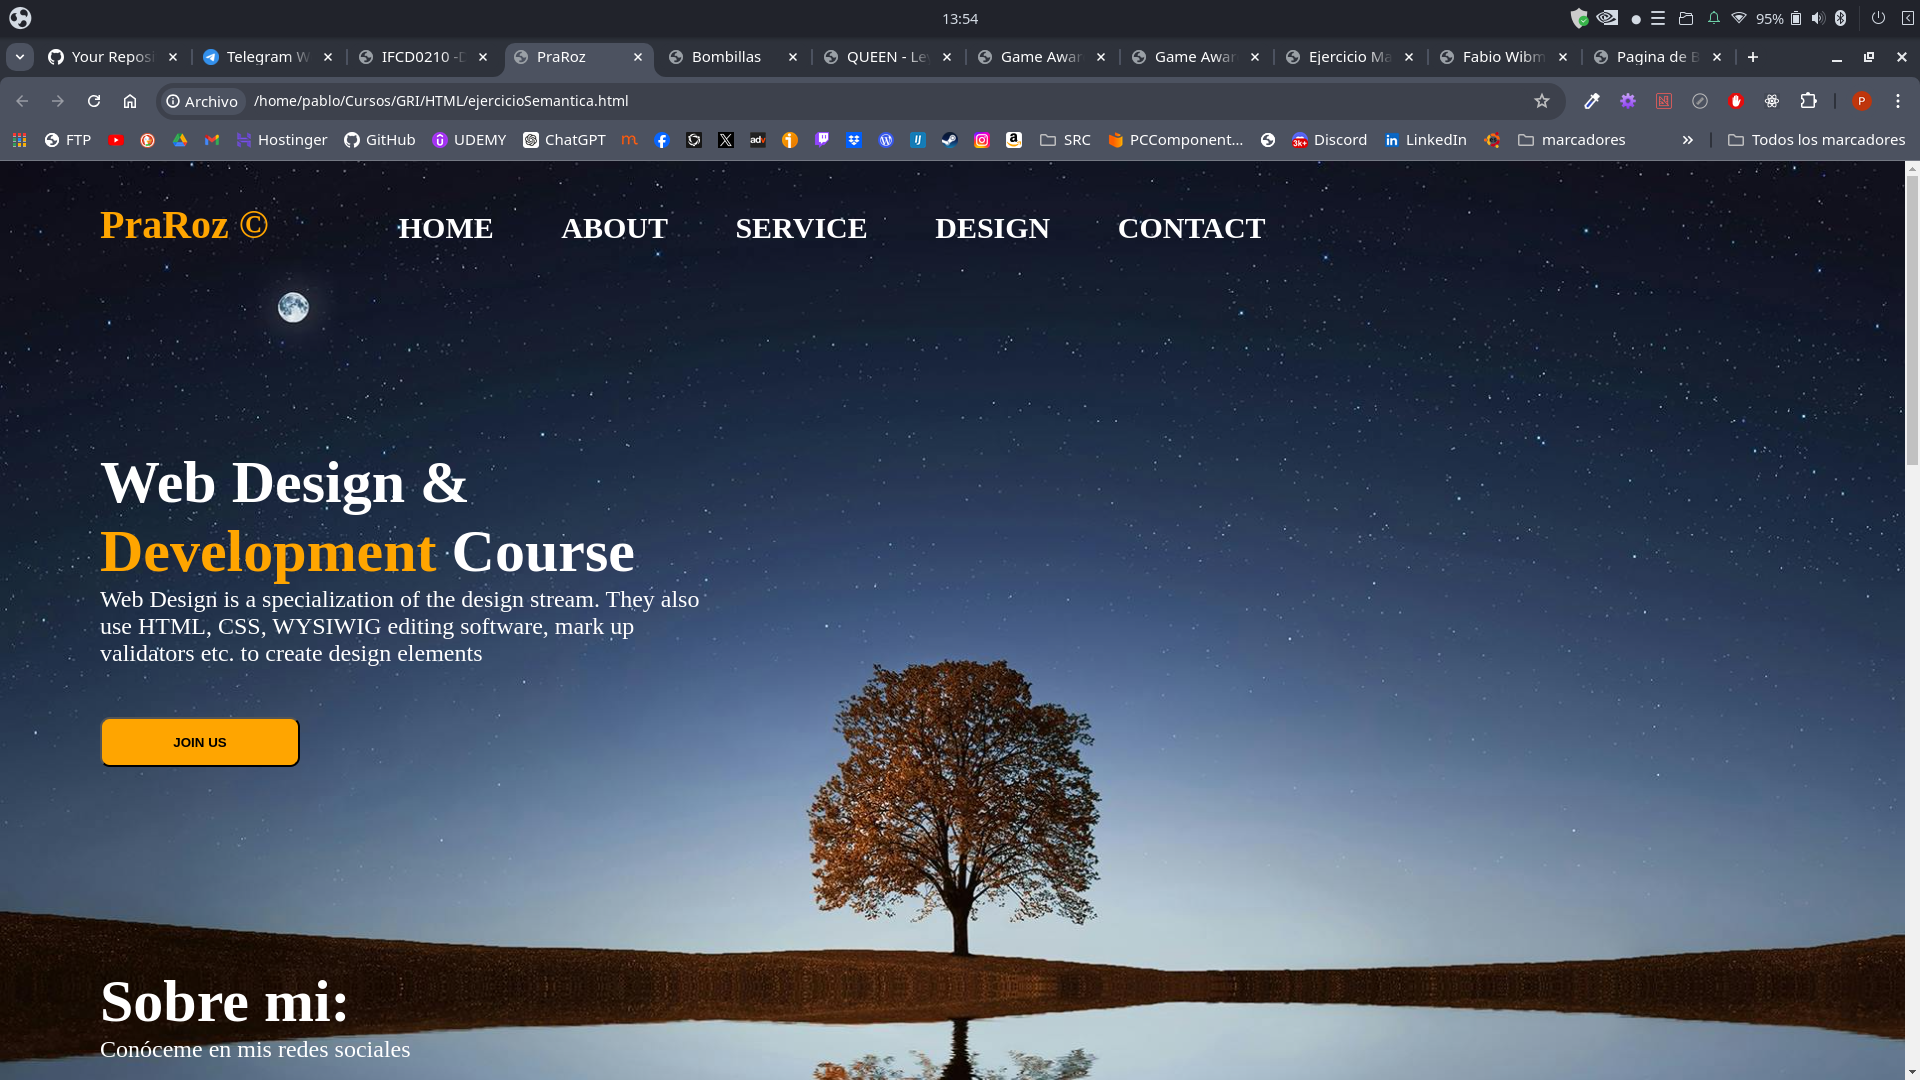 13:54
95%
Your Reposi
Telegram W
IFCD0210 -D
PraRoz
Bombillas
QUEEN - Le
Game Awar
Game Awar
Ejercicio Ma
Fabio Wibm
Pagina de B
Archivo
/home/pablo/Cursos/GRI/HTML/ejercicioSemantica.html
P
FTP
Hostinger
GitHub
UDEMY
ChatGPT
SRC
PCComponent...
Discord
LinkedIn
marcadores
Todos los marcadores
PraRoz ©
HOME
ABOUT
SERVICE
DESIGN
CONTACT
Web Design &
Development Course
Web Design is a specialization of the design stream. They also
use HTML, CSS, WYSIWIG editing software, mark up
validators etc. to create design elements
JOIN US
Sobre mi:
Conóceme en mis redes sociales